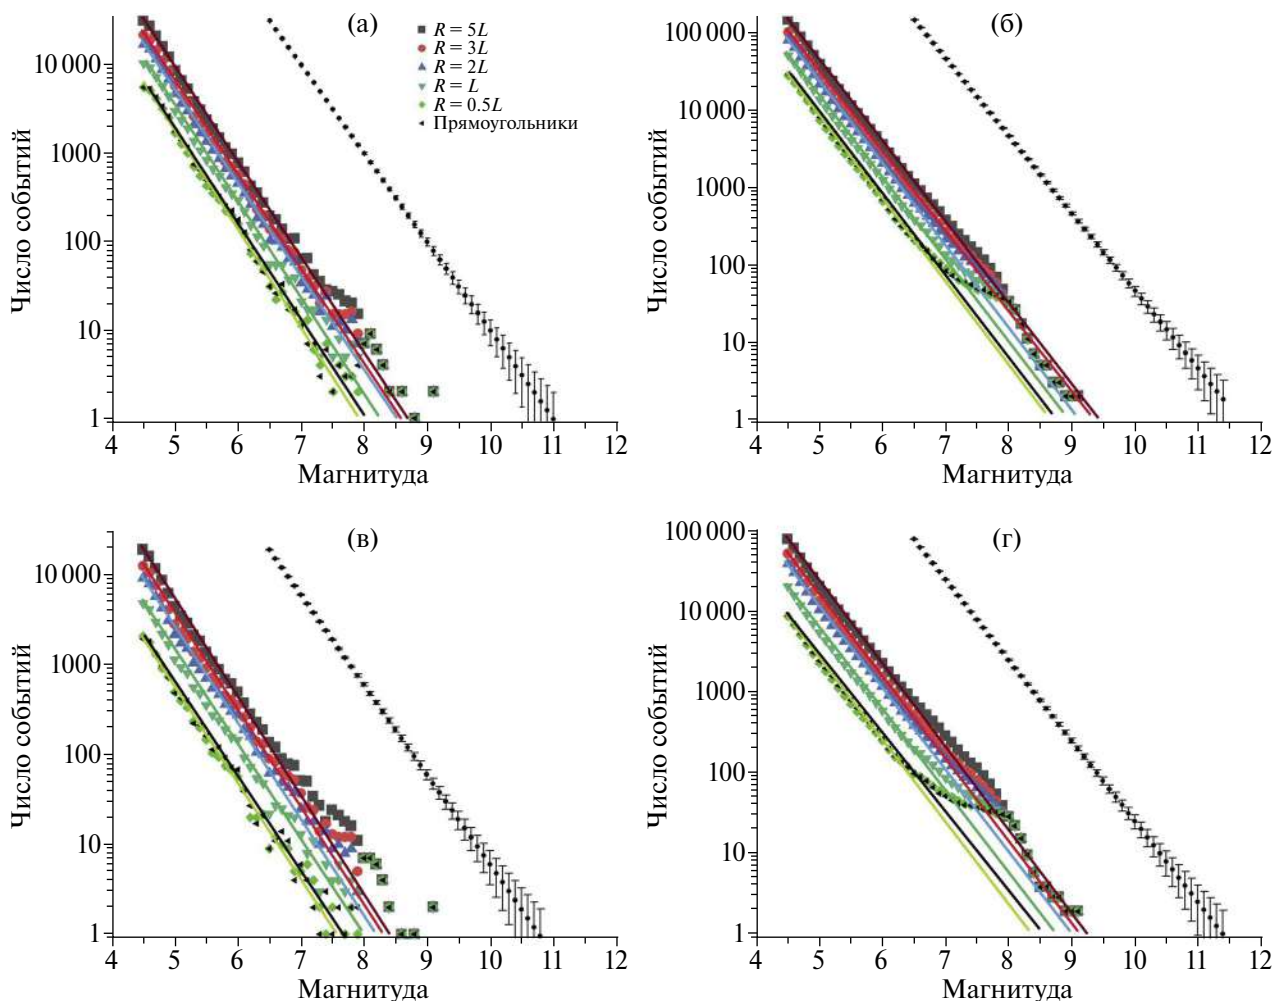 (а)
R = 5L
R = 3L
R = 2L
R = L
R = 0.5L
Прямоугольники
10 000
1000
100
10
1
4 5 6 7 8 9 10 11 12
Число событий
Магнитуда
(б)
100 000
10 000
1000
100
10
1
4 5 6 7 8 9 10 11 12
Число событий
Магнитуда
(в)
10 000
1000
100
10
1
4 5 6 7 8 9 10 11 12
Число событий
Магнитуда
(г)
100 000
10 000
1000
100
10
1
4 5 6 7 8 9 10 11 12
Число событий
Магнитуда